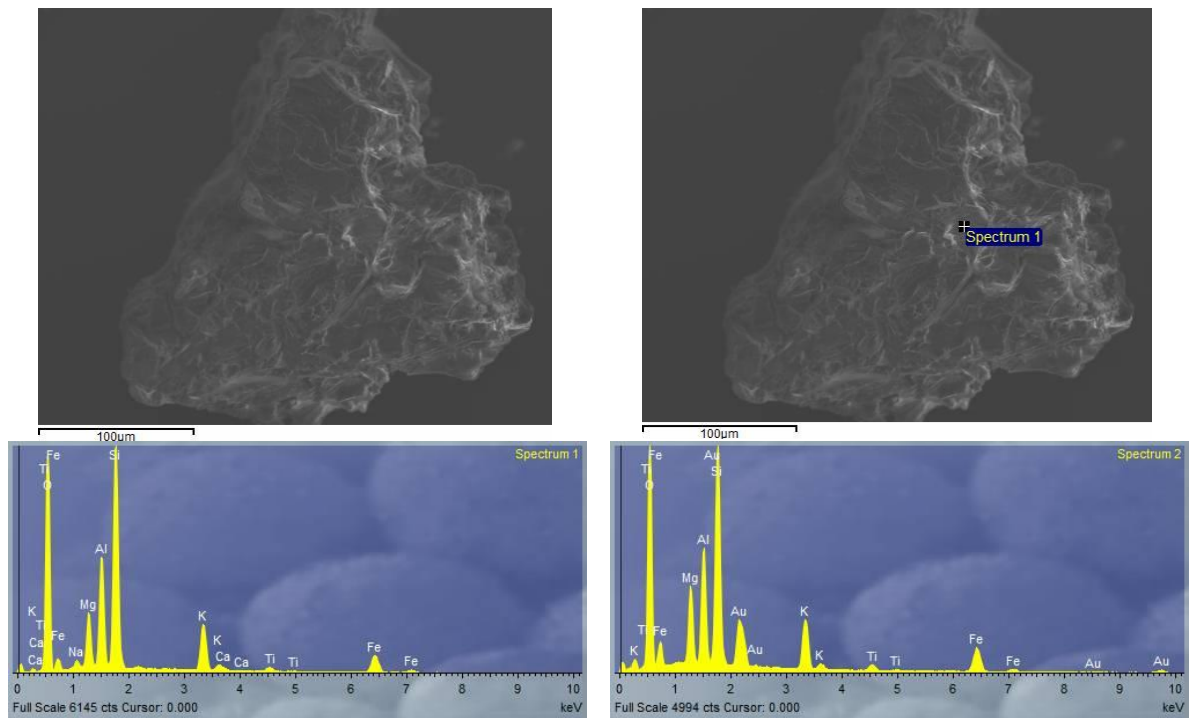 Spectrum 1
100µm
100µm
Spectrum 1
Fe
Si
Ti
O
Al
K
Mg
Ti
Ca
Fe
Na
Ca
K
K
Ca
Ti
Ti
Fe
Fe
0 1 2 3 4 5 6 7 8 9 10
Full Scale 6145 cts Cursor: 0.000 keV
Spectrum 2
Fe
Au
Ti
Si
O
Al
Mg
Au
K
Ti
Fe
K
Au
K
Ti
Ti
Fe
Fe
Au
Au
0 1 2 3 4 5 6 7 8 9 10
Full Scale 4994 cts Cursor: 0.000 keV